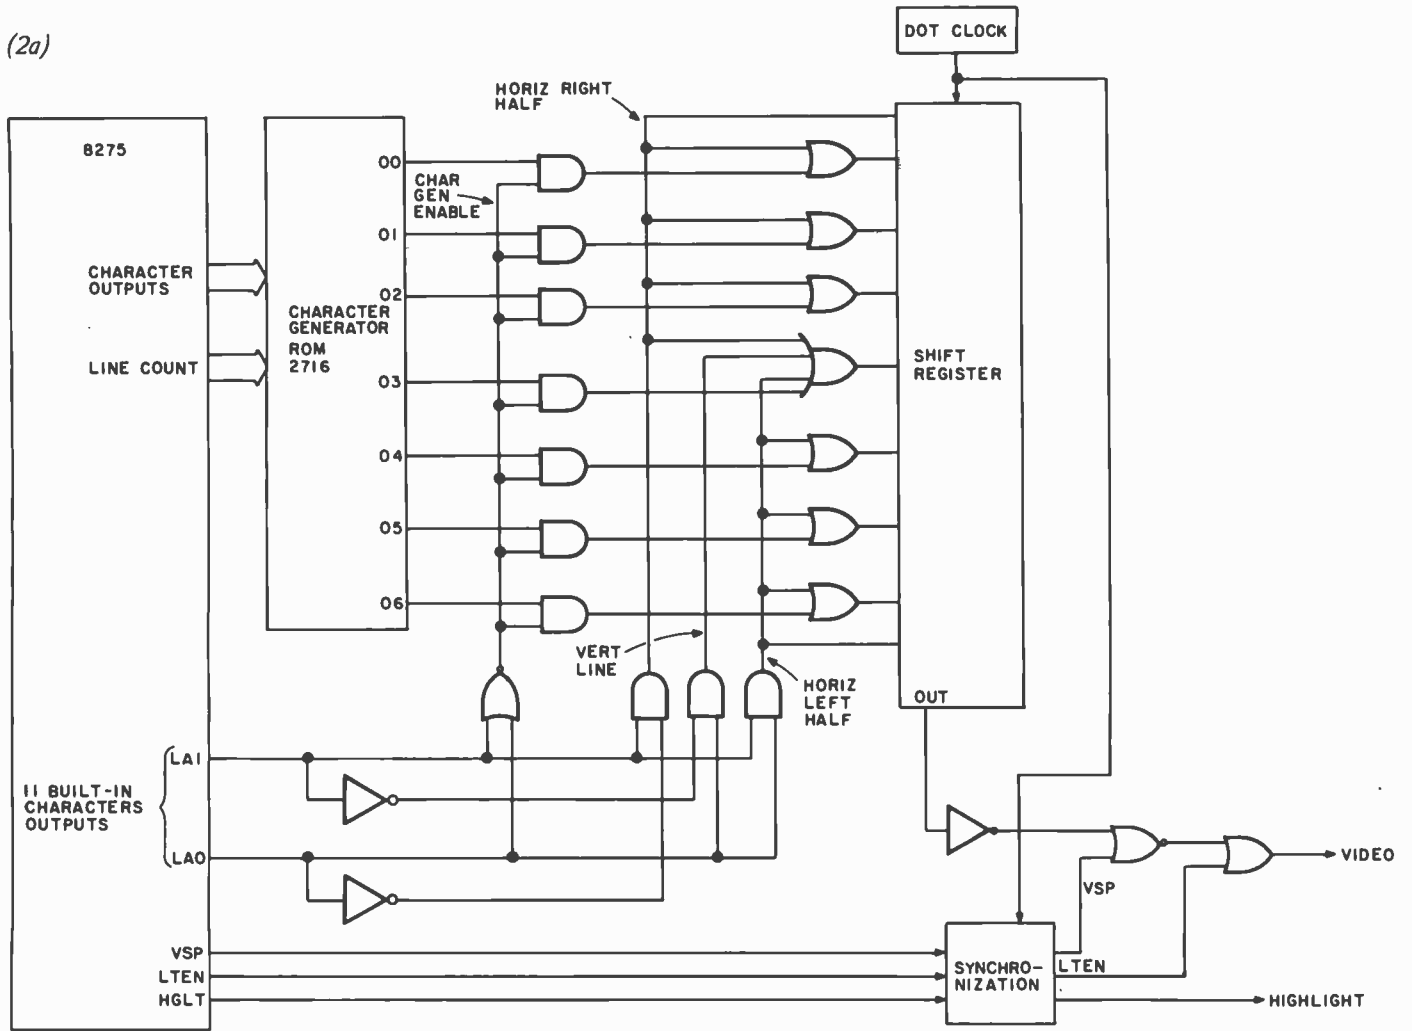 (2a)
DOT CLOCK
HORIZ RIGHT
HALF
8275
00
CHAR
GEN
ENABLE
01
CHARACTER
OUTPUTS
02
CHARACTER
GENERATOR
ROM
2716
LINE COUNT
03
SHIFT
REGISTER
04
05
06
VERT
LINE
HORIZ
LEFT
HALF
OUT
LA1
11 BUILT-IN
CHARACTERS
OUTPUTS
LA0
VIDEO
VSP
VSP
LTEN
HGLT
SYNCHRO-
NIZATION
LTEN
HIGHLIGHT